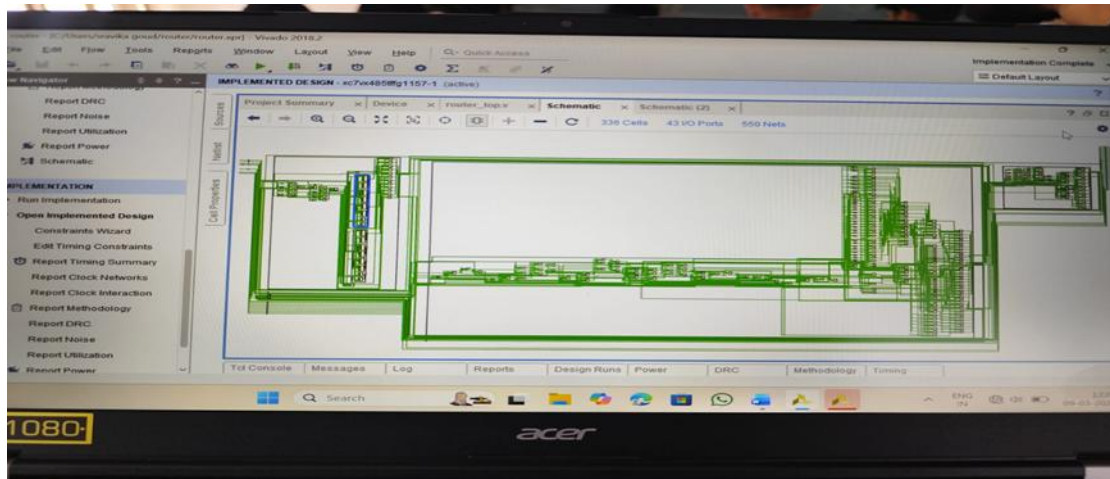 router - [C:/Users/sravika goud/router/router.xpr] - Vivado 2018.2
File Edit Flow Tools Reports Window Layout View Help Quick Access
Implementation Complete
Default Layout
Flow Navigator
IMPLEMENTED DESIGN - xc7vx485tffg1157-1 (active)
Report Methodology
Report DRC
Report Noise
Report Utilization
Report Power
Schematic
IMPLEMENTATION
Run Implementation
Open Implemented Design
Constraints Wizard
Edit Timing Constraints
Report Timing Summary
Report Clock Networks
Report Clock Interaction
Report Methodology
Report DRC
Report Noise
Report Utilization
Report Power
Sources
Netlist
Cell Properties
Project Summary Device router_top.v Schematic Schematic (2)
336 Cells 43 I/O Ports 550 Nets
Tcl Console Messages Log Reports Design Runs Power DRC Methodology Timing
Search
ENG
IN
1080
acer